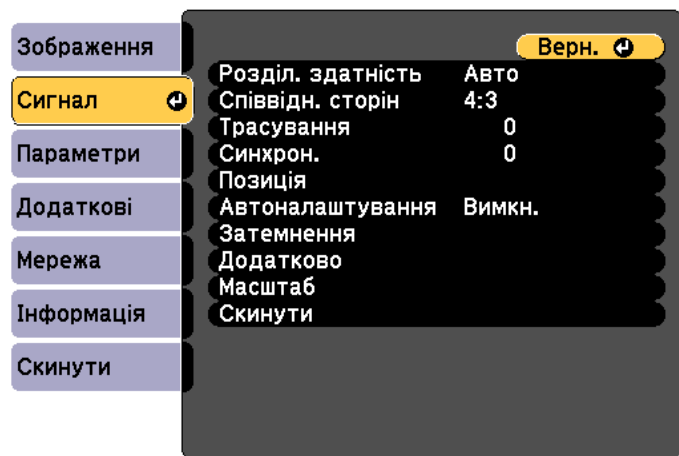 Зображення
Сигнал
Параметри
Додаткові
Мережа
Інформація
Скинути
Верн.
Розділ. здатність Авто
Співвідн. сторін 4:3
Трасування 0
Синхрон. 0
Позиція
Автоналаштування Вимкн.
Затемнення
Додатково
Масштаб
Скинути